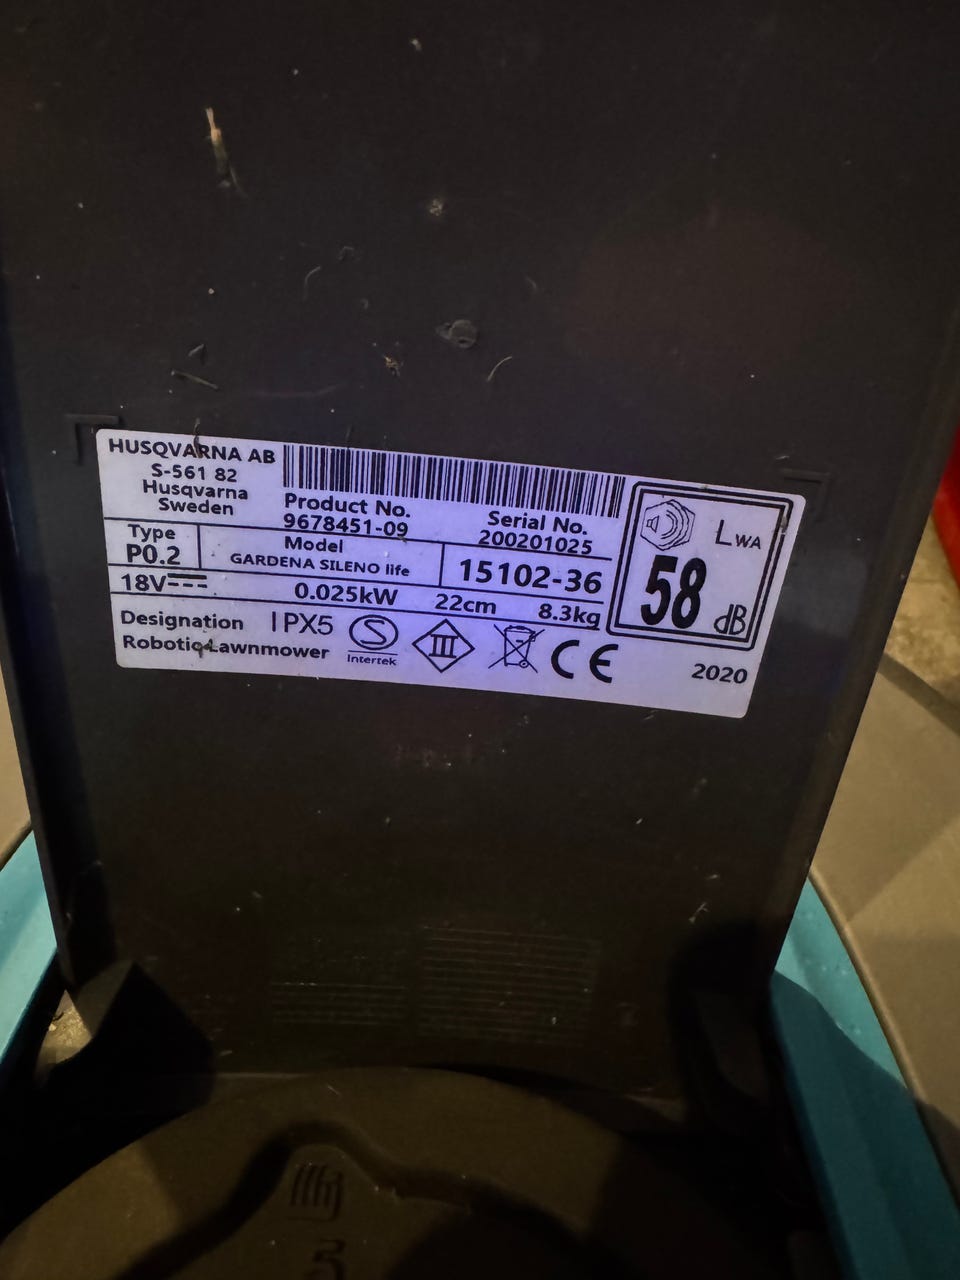 HUSQVARNA AB
S-561 82
Husqvarna
Sweden
Product No.
9678451-09
Serial No.
200201025
LWA
58
dB
Type
P0.2
Model
GARDENA SILENO life
15102-36
18V
0.025kW
22cm
8.3kg
Designation
Robotic Lawnmower
IPX5
S
Intertek
III
CE
2020